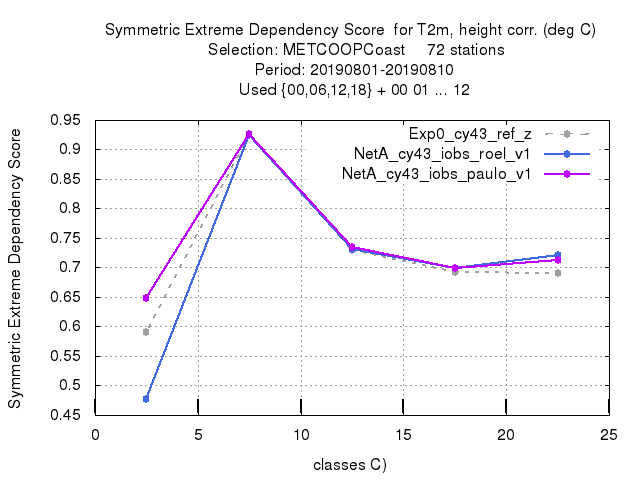 Symmetric Extreme Dependency Score  for T2m, height corr. (deg C)
Selection: METCOOPCoast     72 stations
Period: 20190801-20190810
Used {00,06,12,18} + 00 01 ... 12
Symmetric Extreme Dependency Score
0.95
0.9
0.85
0.8
0.75
0.7
0.65
0.6
0.55
0.5
0.45
Exp0_cy43_ref_z
NetA_cy43_iobs_roel_v1
NetA_cy43_iobs_paulo_v1
0 5 10 15 20 25
classes C)